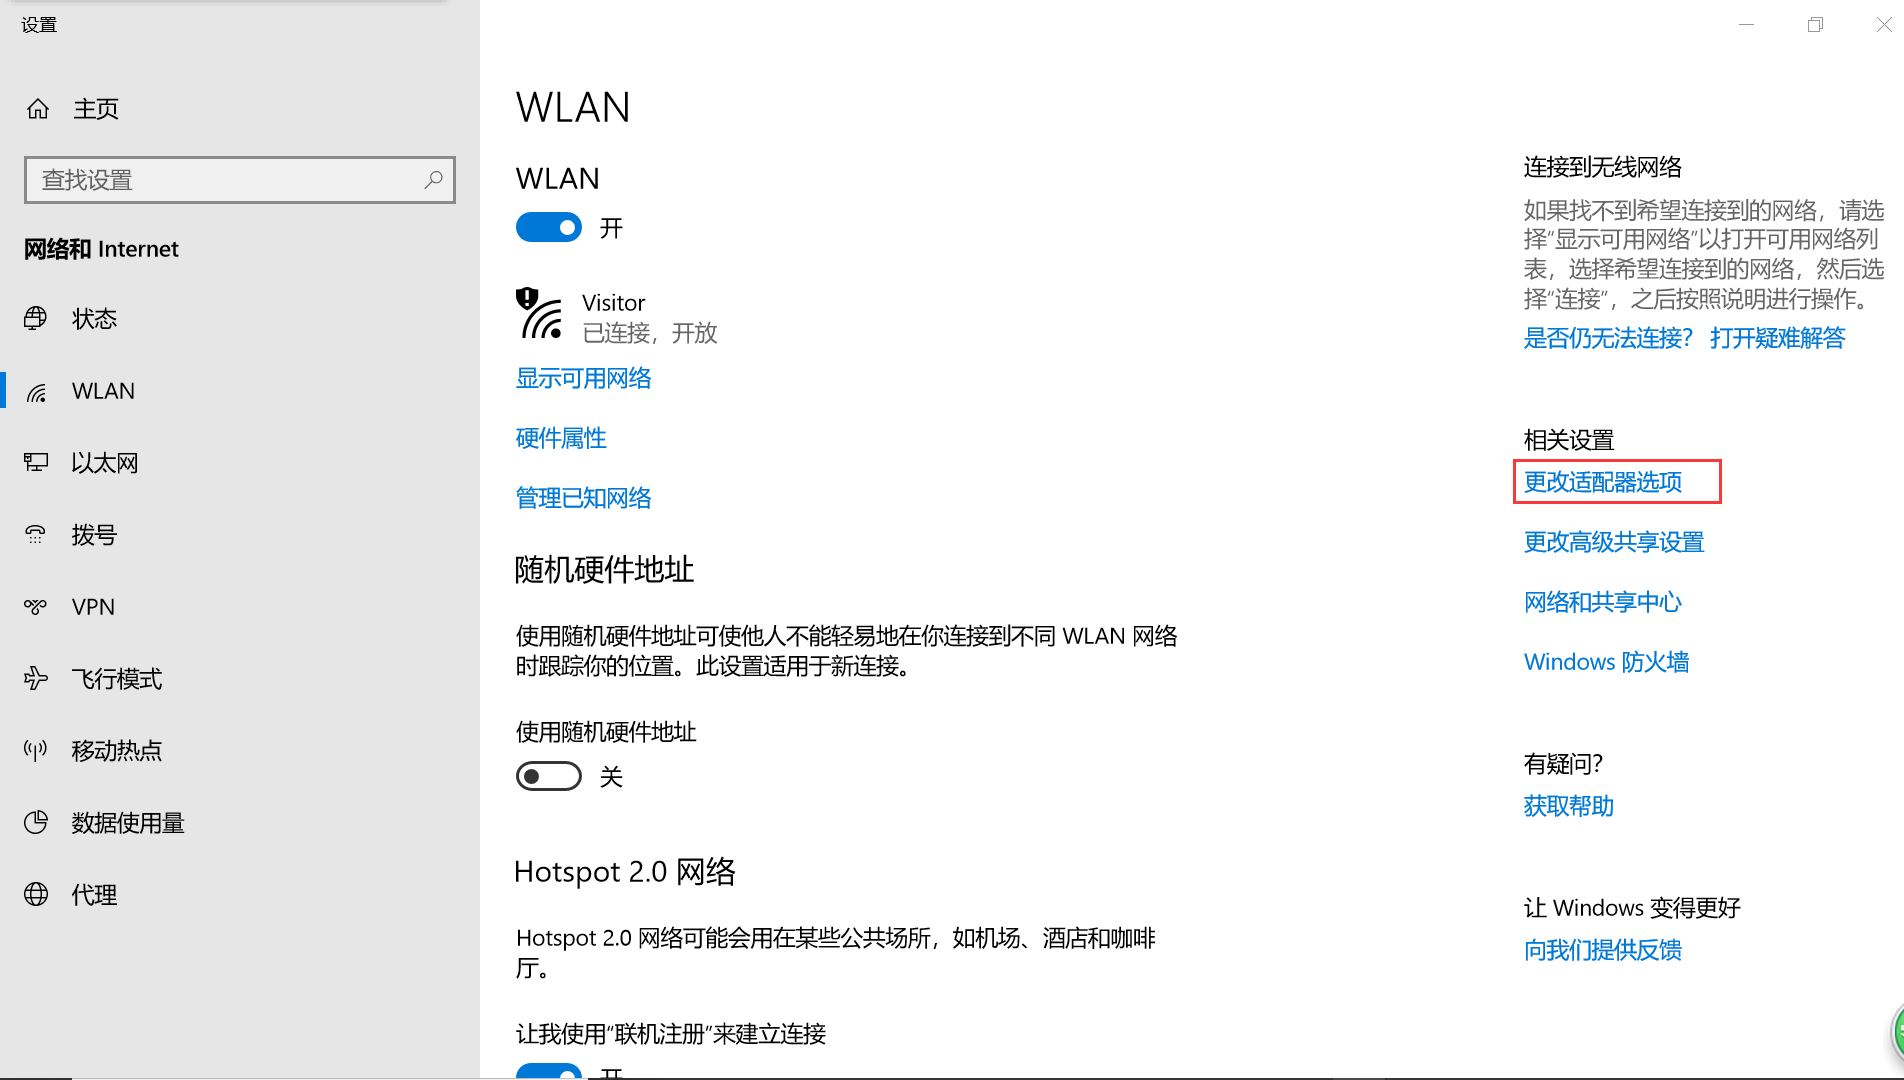 设置
主页
查找设置
网络和 Internet
状态
WLAN
以太网
拨号
VPN
飞行模式
移动热点
数据使用量
代理
WLAN
WLAN
开
Visitor
已连接，开放
显示可用网络
硬件属性
管理已知网络
随机硬件地址
使用随机硬件地址可使他人不能轻易地在你连接到不同 WLAN 网络
时跟踪你的位置。此设置适用于新连接。
使用随机硬件地址
关
Hotspot 2.0 网络
Hotspot 2.0 网络可能会用在某些公共场所，如机场、酒店和咖啡
厅。
让我使用“联机注册”来建立连接
开
连接到无线网络
如果找不到希望连接到的网络，请选
择“显示可用网络”以打开可用网络列
表，选择希望连接到的网络，然后选
择“连接”，之后按照说明进行操作。
是否仍无法连接？ 打开疑难解答
相关设置
更改适配器选项
更改高级共享设置
网络和共享中心
Windows 防火墙
有疑问?
获取帮助
让 Windows 变得更好
向我们提供反馈